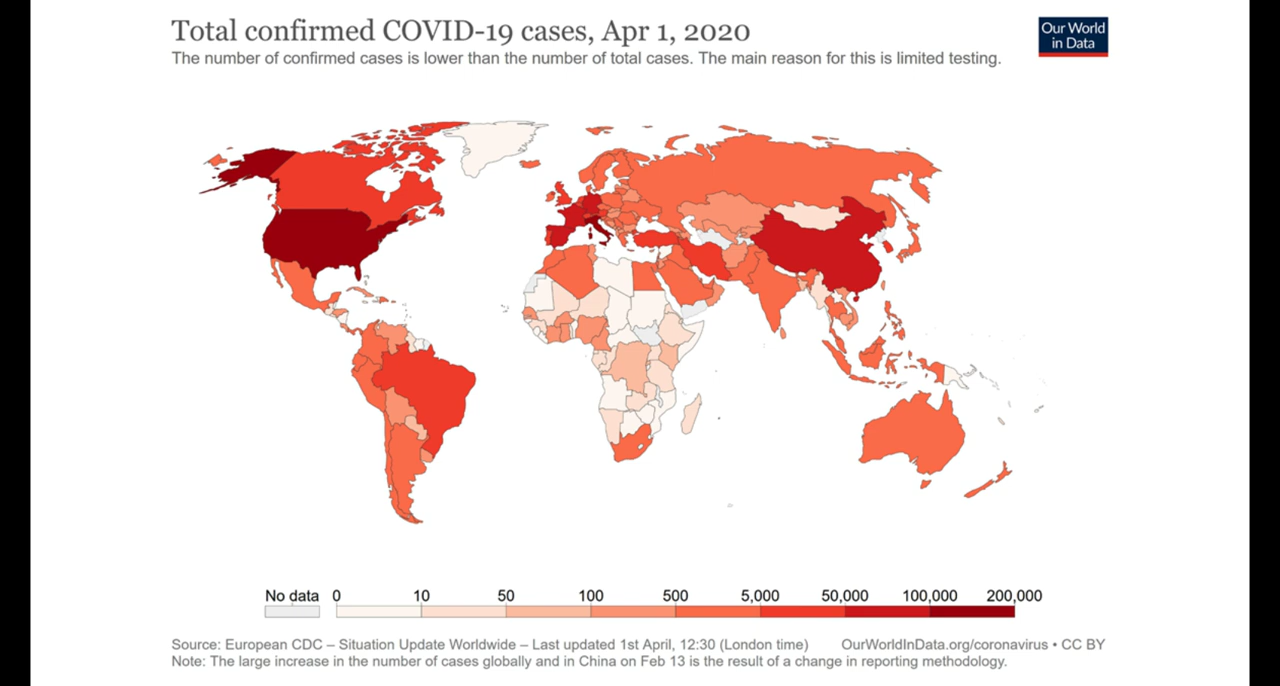 Total confirmed COVID-19 cases, Apr 1, 2020
The number of confirmed cases is lower than the number of total cases. The main reason for this is limited testing.
Our World
in Data
No data 0 10 50 100 500 5,000 50,000 100,000 200,000
Source: European CDC – Situation Update Worldwide – Last updated 1st April, 12:30 (London time) OurWorldInData.org/coronavirus • CC BY
Note: The large increase in the number of cases globally and in China on Feb 13 is the result of a change in reporting methodology.